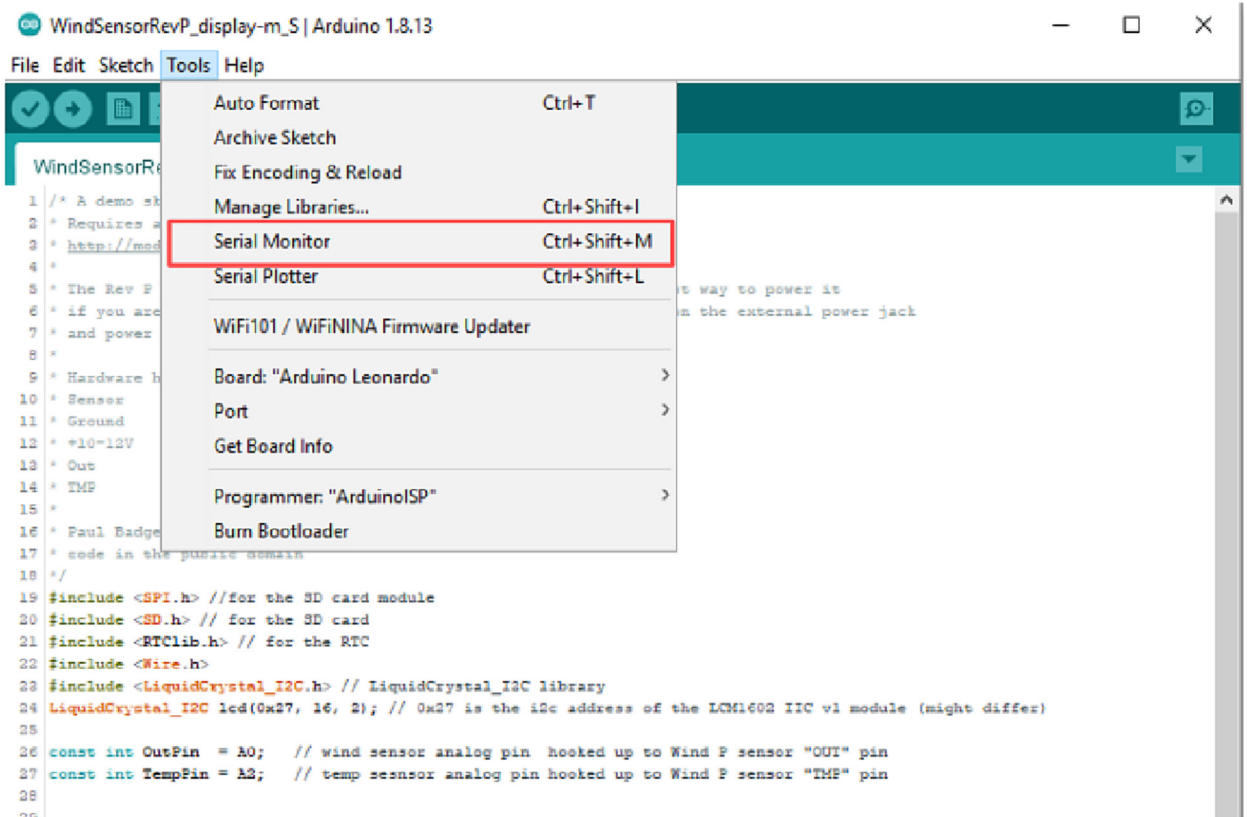 WindSensorRevP_display-m_S | Arduino 1.8.13
File Edit Sketch Tools Help
Auto Format Ctrl+T
Archive Sketch
Fix Encoding & Reload
Manage Libraries... Ctrl+Shift+I
Serial Monitor Ctrl+Shift+M
Serial Plotter Ctrl+Shift+L
WiFi101 / WiFiNINA Firmware Updater
Board: "Arduino Leonardo"
Port
Get Board Info
Programmer: "ArduinoISP"
Burn Bootloader
WindSensorRe
1 /* A demo sk
2 * Requires a
3 * http://mod
4 *
5 * The Rev P t way to power it
6 * if you are n the external power jack
7 * and power
8 *
9 * Hardware h
10 * Sensor
11 * Ground
12 * +10-12V
13 * Out
14 * TMP
15 *
16 * Paul Badge
17 * code in the public domain
18 */
19 #include <SPI.h> //for the SD card module
20 #include <SD.h> // for the SD card
21 #include <RTClib.h> // for the RTC
22 #include <Wire.h>
23 #include <LiquidCrystal_I2C.h> // LiquidCrystal_I2C library
24 LiquidCrystal_I2C lcd(0x27, 16, 2); // 0x27 is the i2c address of the LCM1602 IIC v1 module (might differ)
25
26 const int OutPin = A0; // wind sensor analog pin hooked up to Wind P sensor "OUT" pin
27 const int TempPin = A2; // temp sesnsor analog pin hooked up to Wind P sensor "TMP" pin
28
29